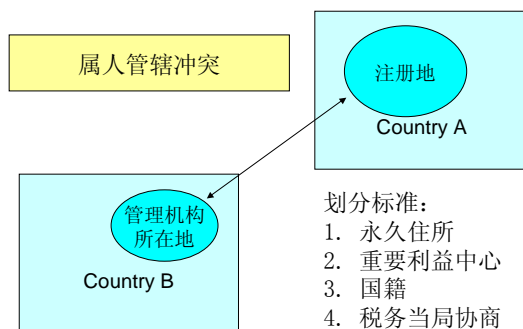 属人管辖冲突
注册地
Country A
管理机构
所在地
Country B
划分标准：
1. 永久住所
2. 重要利益中心
3. 国籍
4. 税务当局协商